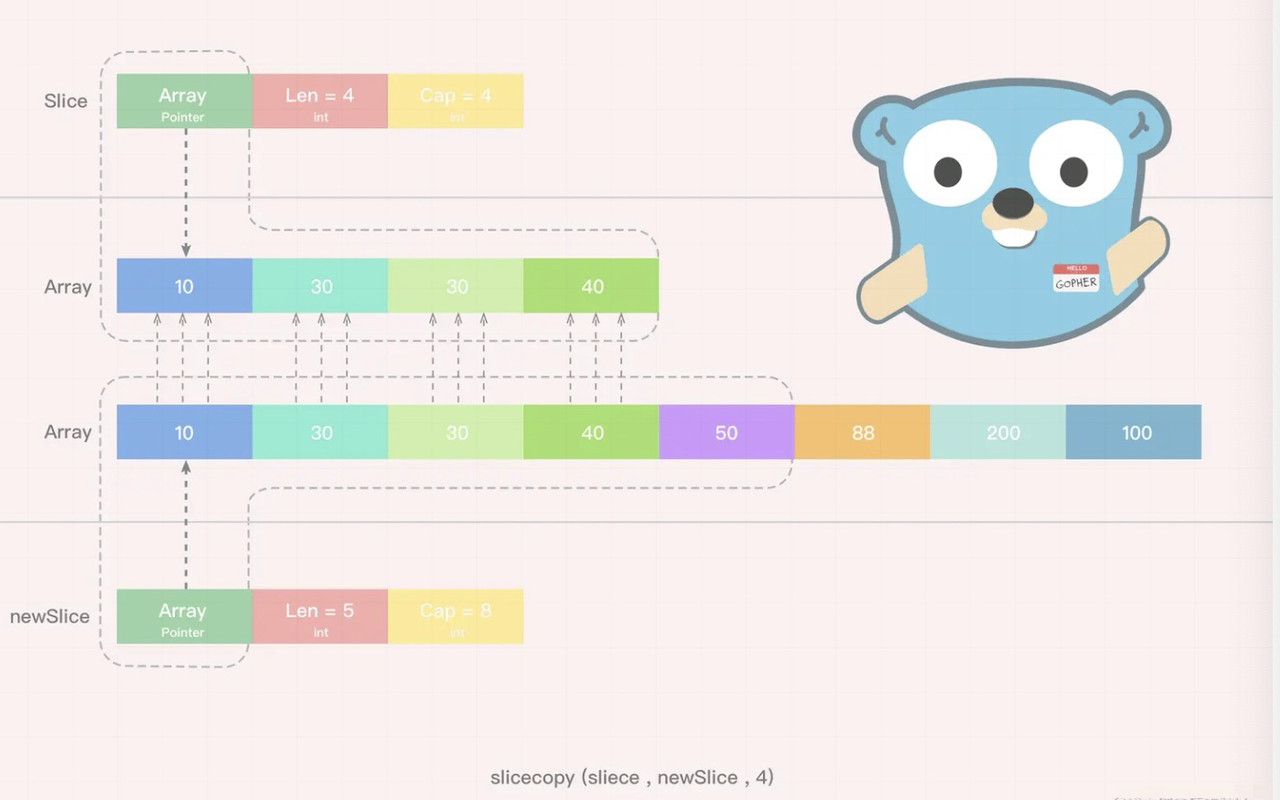 Slice
Array
Pointer
Len = 4
int
Cap = 4
int
Array
10
30
30
40
HELLO
GOPHER
Array
10
30
30
40
50
88
200
100
newSlice
Array
Pointer
Len = 5
int
Cap = 8
int
slicecopy (sliece , newSlice , 4)